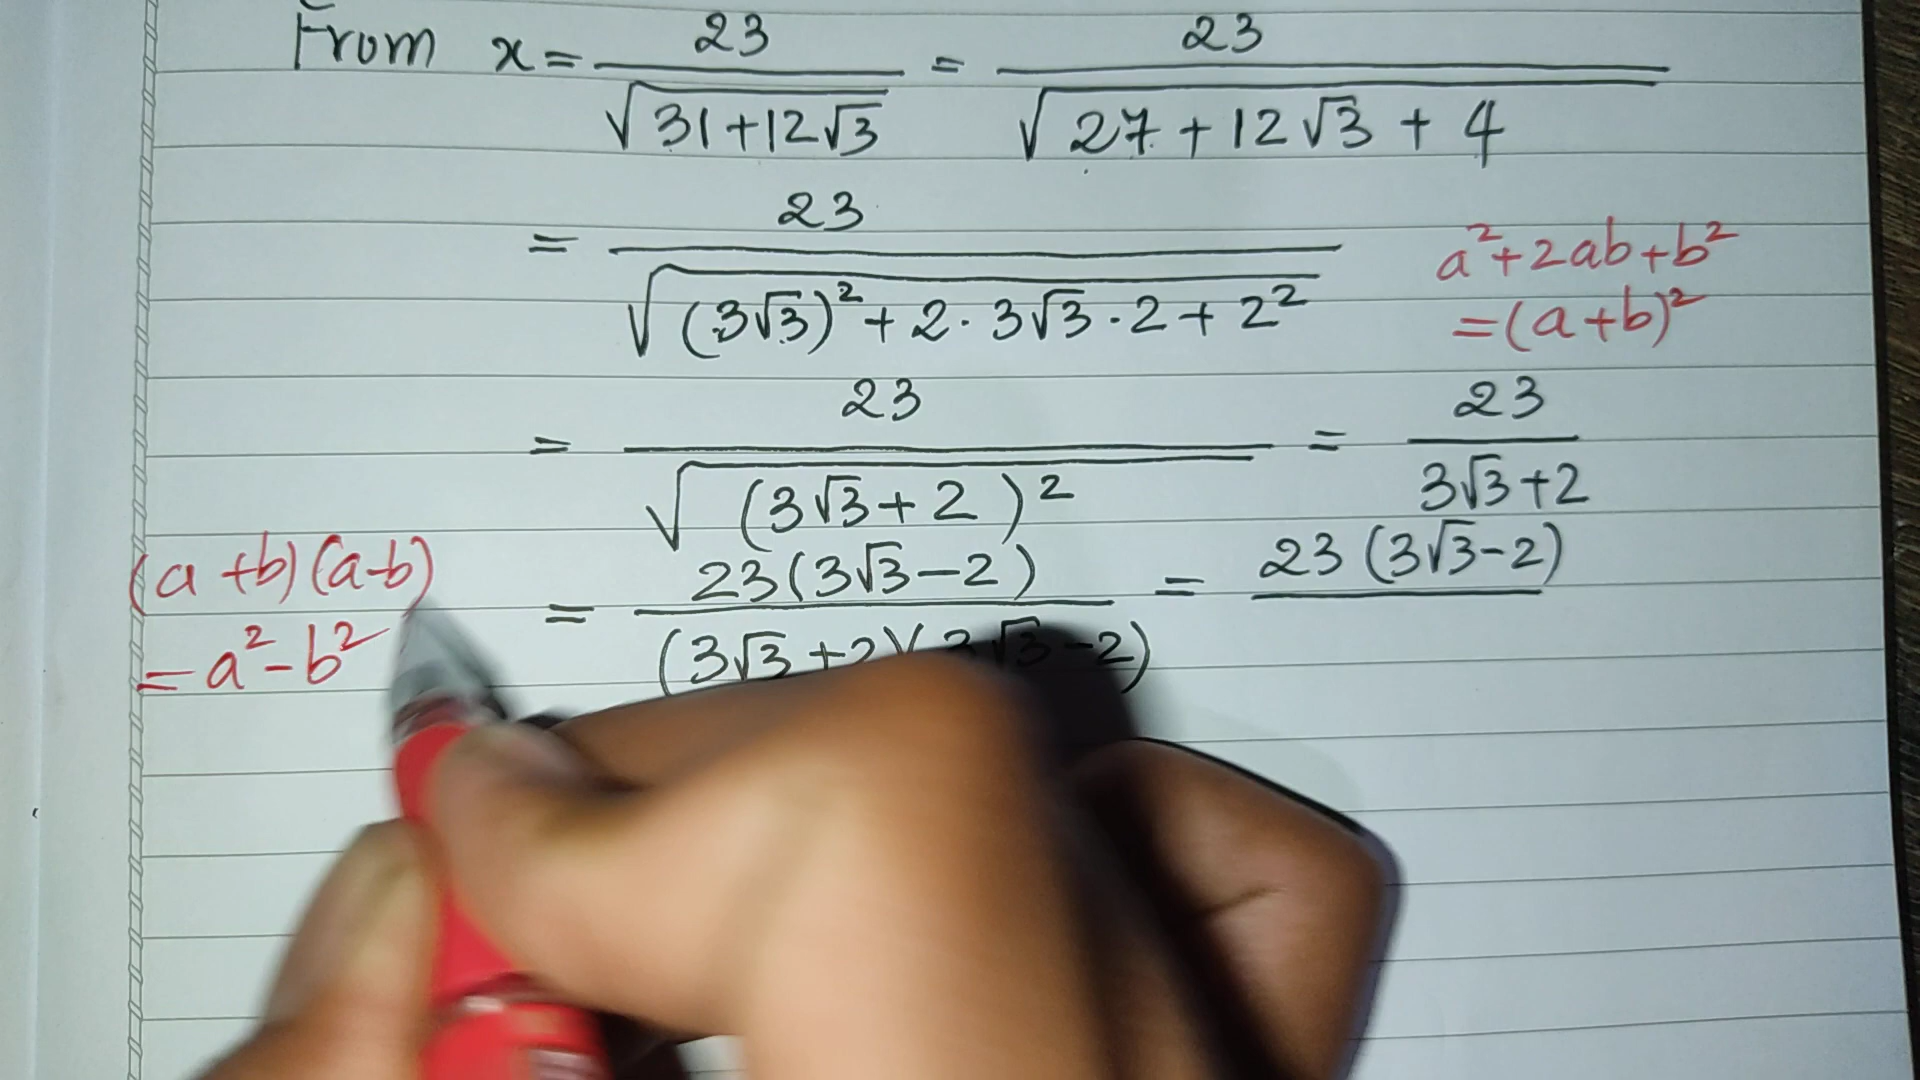 From x = 23/√(31+12√3) = 23/√(27+12√3+4)
= 23/√((3√3)²+2·3√3·2+2²)
a²+2ab+b²
=(a+b)²
= 23/√((3√3+2)²) = 23/(3√3+2)
(a+b)(a-b)
=a²-b²
= 23(3√3-2)/((3√3+2)(3√3-2)) = 23(3√3-2)/